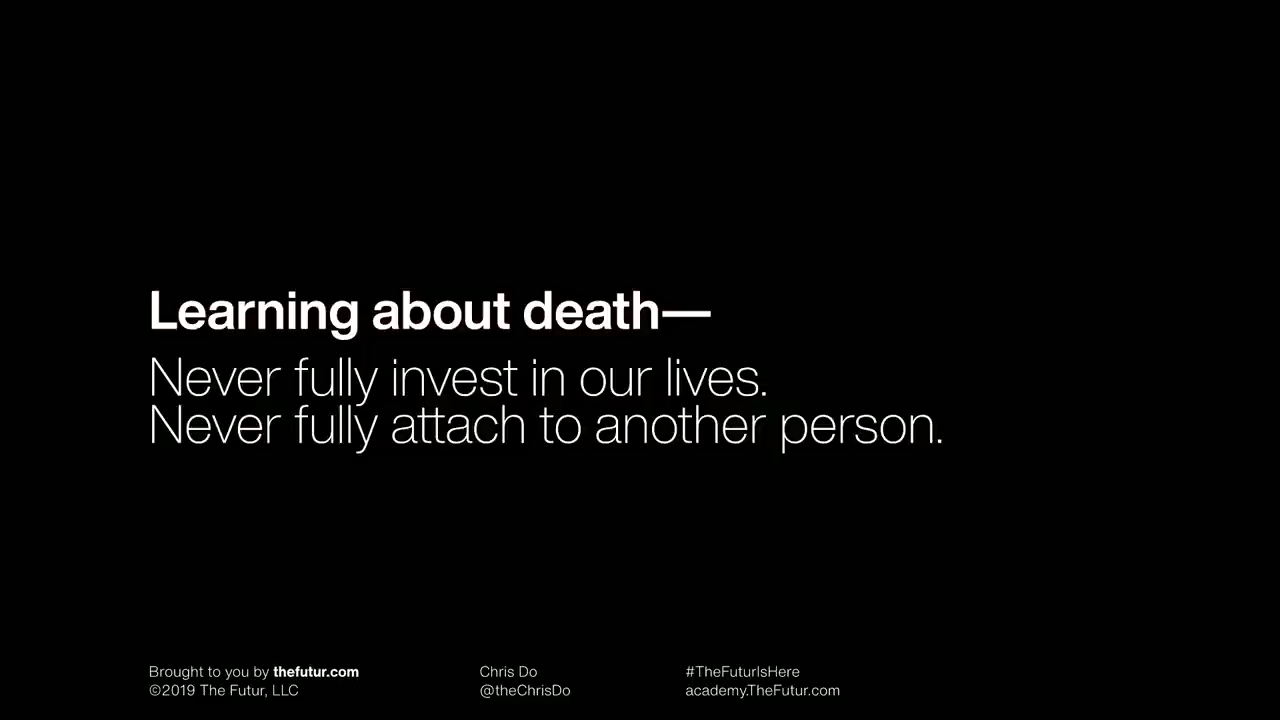 Learning about death—
Never fully invest in our lives.
Never fully attach to another person.
Brought to you by thefutur.com
©2019 The Futur, LLC
Chris Do
@theChrisDo
#TheFuturIsHere
academy.TheFutur.com